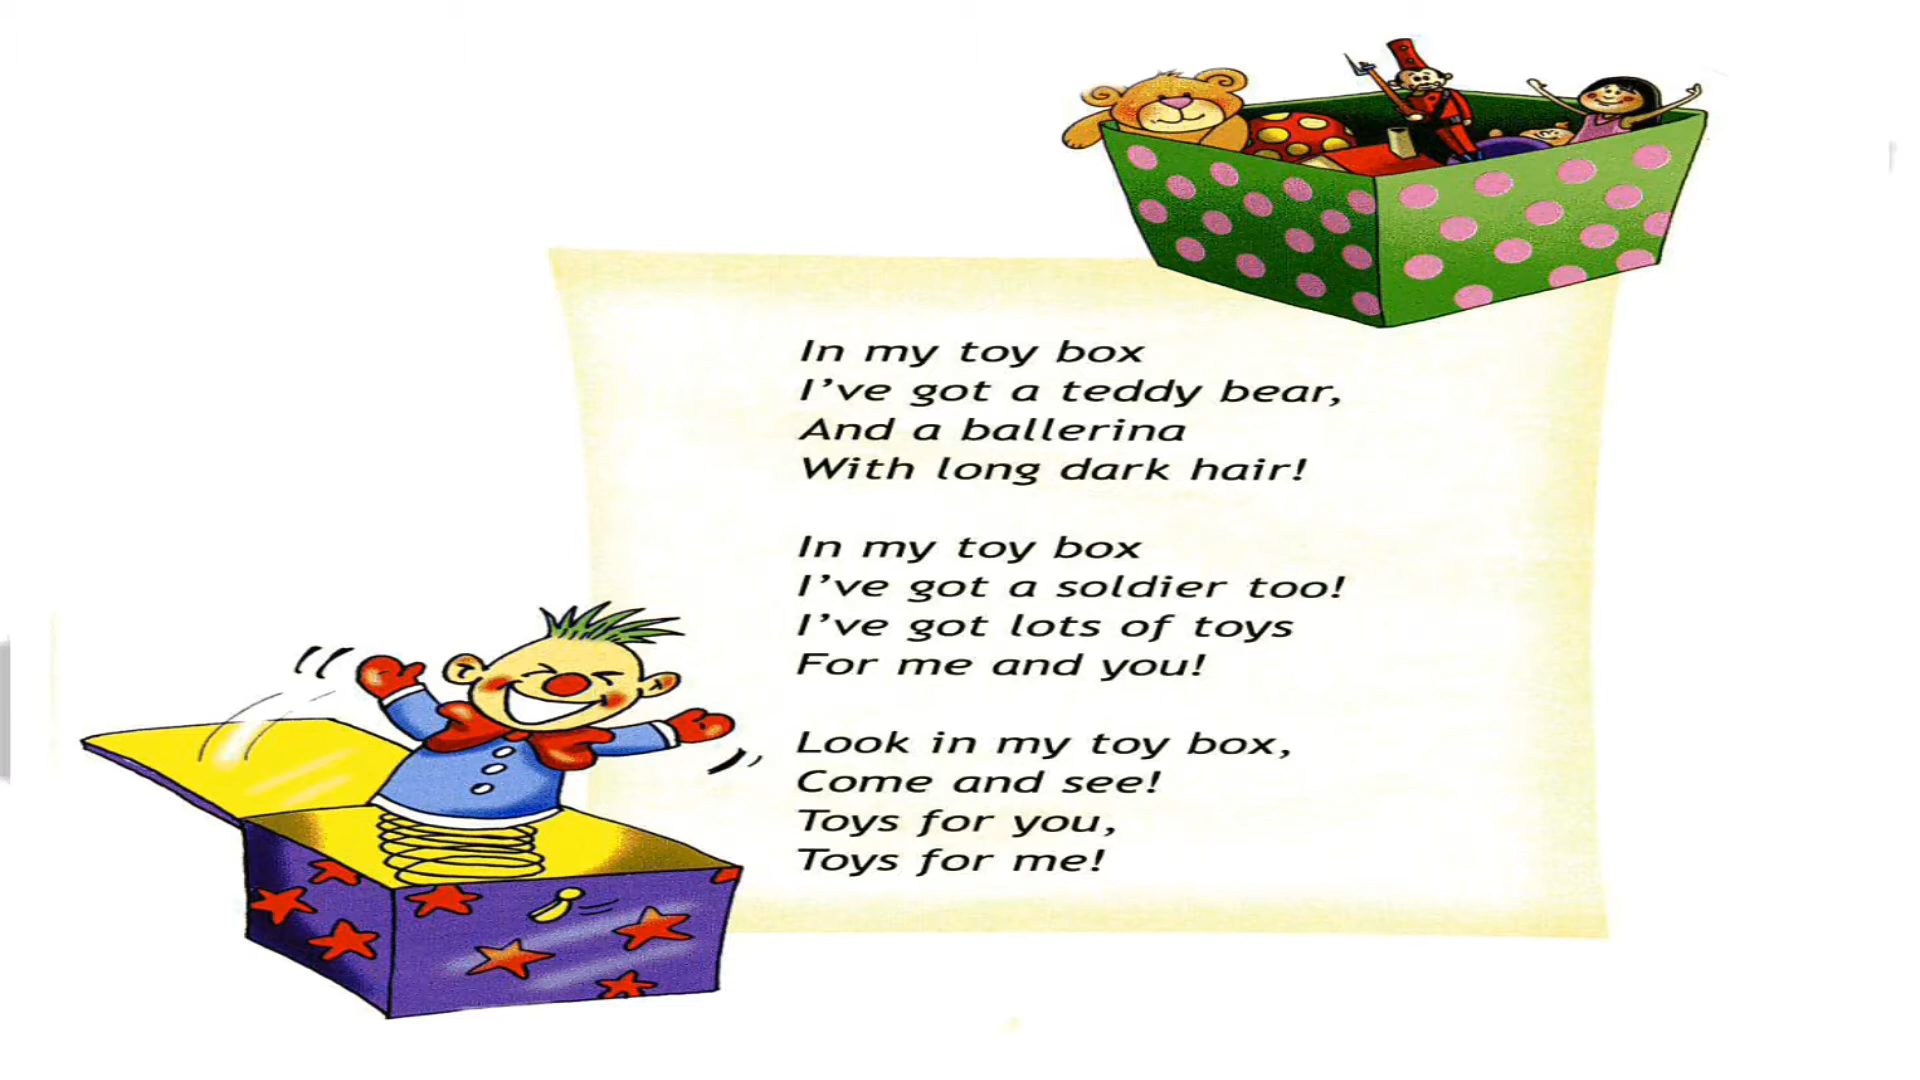 In my toy box
I’ve got a teddy bear,
And a ballerina
With long dark hair!
In my toy box
I’ve got a soldier too!
I’ve got lots of toys
For me and you!
Look in my toy box,
Come and see!
Toys for you,
Toys for me!